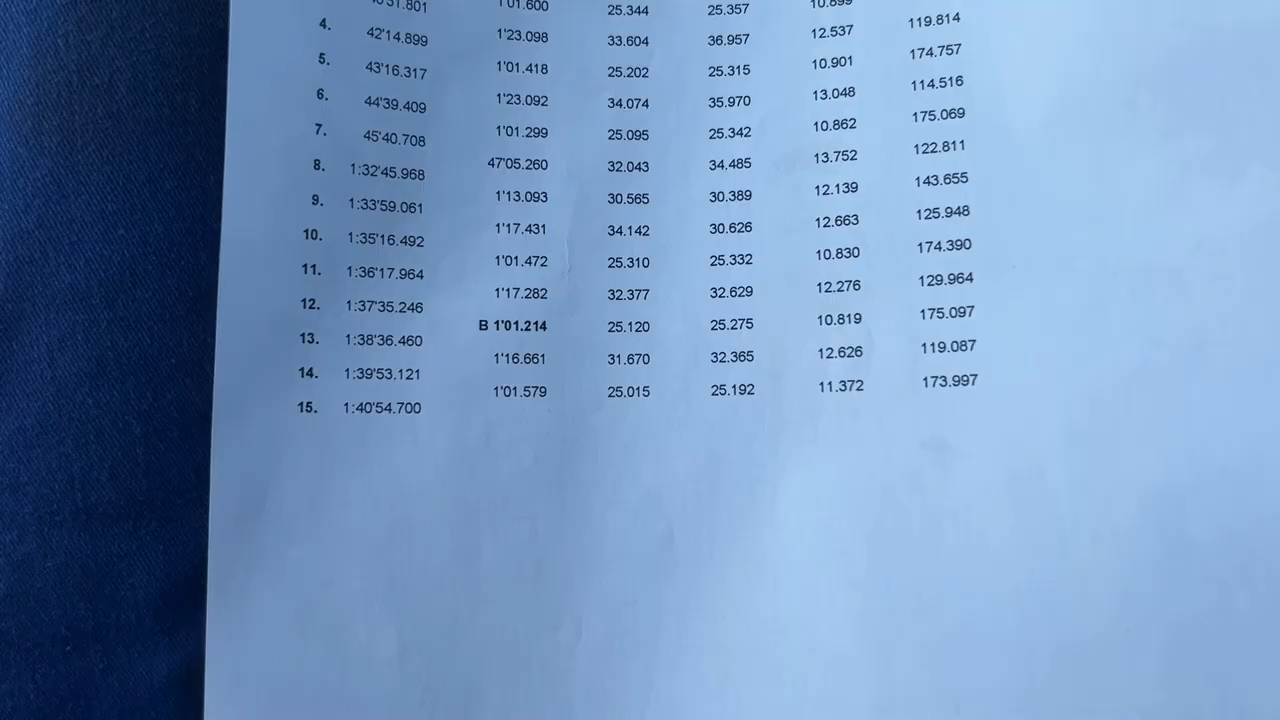 1'01.600 25.344 25.357 10.899
4. 42'14.899 1'23.098 33.604 36.957 12.537 119.814
5. 43'16.317 1'01.418 25.202 25.315 10.901 174.757
6. 44'39.409 1'23.092 34.074 35.970 13.048 114.516
7. 45'40.708 1'01.299 25.095 25.342 10.862 175.069
8. 1:32'45.968 47'05.260 32.043 34.485 13.752 122.811
9. 1:33'59.061 1'13.093 30.565 30.389 12.139 143.655
10. 1:35'16.492 1'17.431 34.142 30.626 12.663 125.948
11. 1:36'17.964 1'01.472 25.310 25.332 10.830 174.390
12. 1:37'35.246 1'17.282 32.377 32.629 12.276 129.964
13. 1:38'36.460 B 1'01.214 25.120 25.275 10.819 175.097
14. 1:39'53.121 1'16.661 31.670 32.365 12.626 119.087
15. 1:40'54.700 1'01.579 25.015 25.192 11.372 173.997